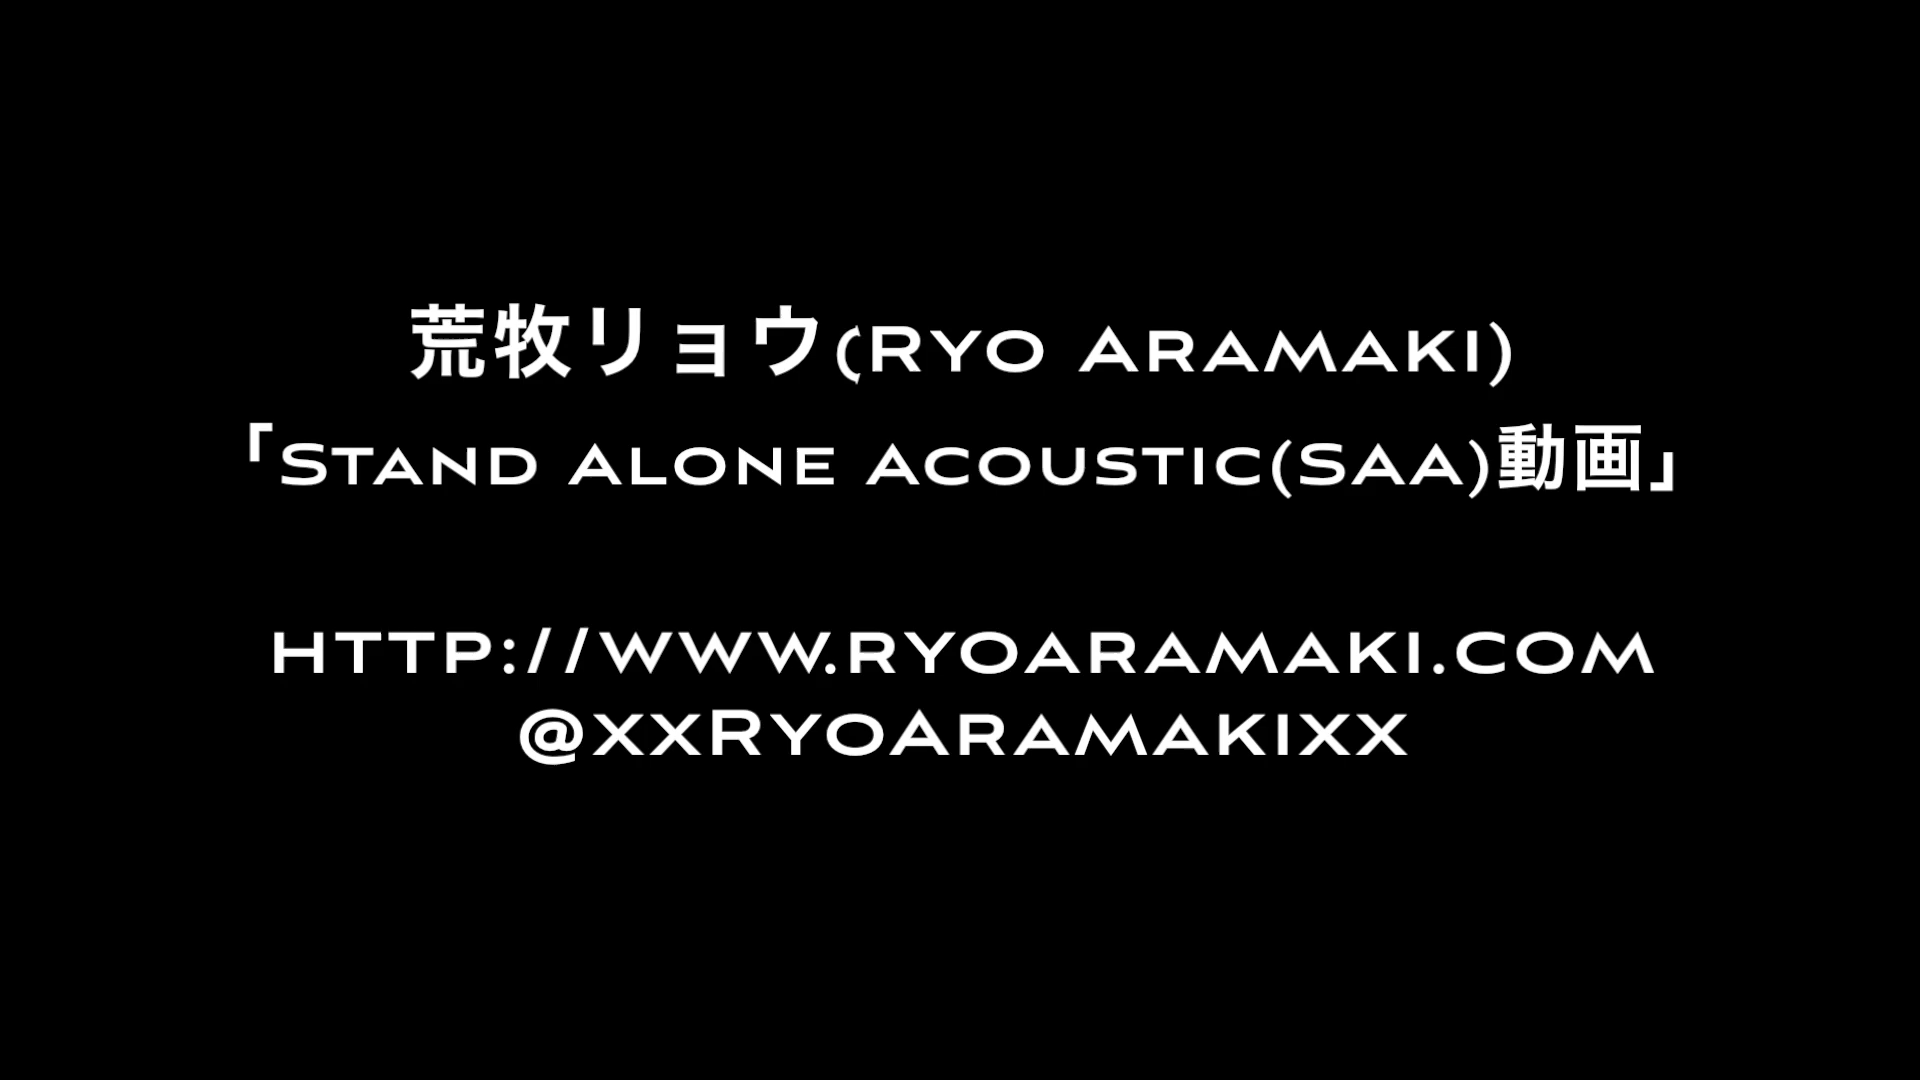 荒牧リョウ(Ryo Aramaki)
「Stand Alone Acoustic(SAA)動画」
http://www.ryoaramaki.com
@xxRyoAramakixx